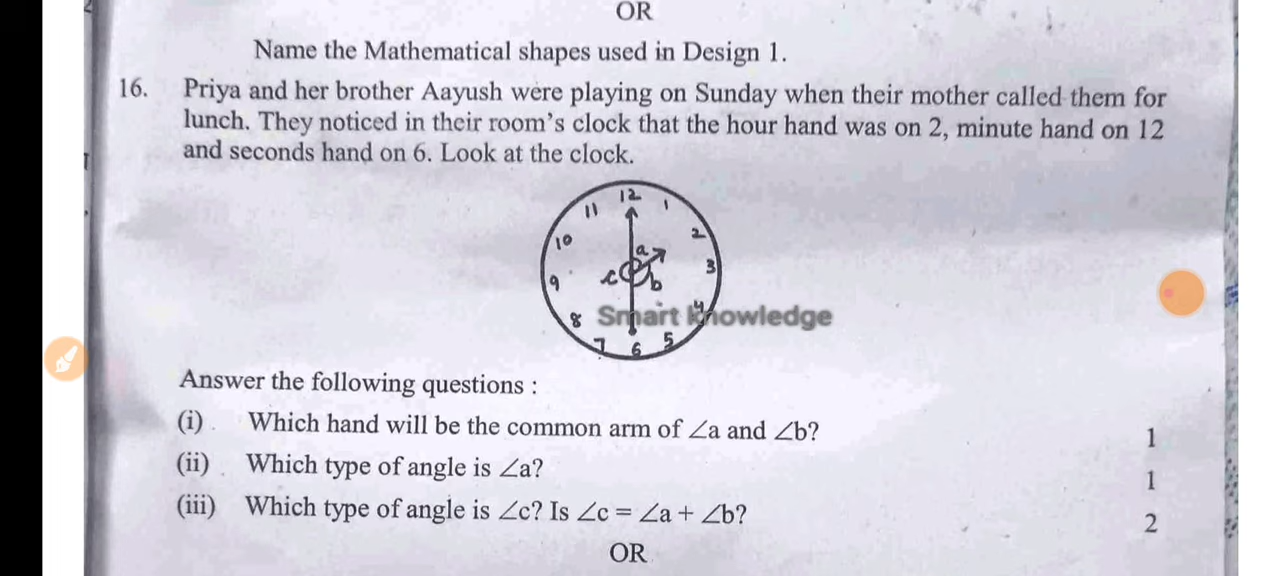 OR
Name the Mathematical shapes used in Design 1.
16. Priya and her brother Aayush were playing on Sunday when their mother called them for
lunch. They noticed in their room's clock that the hour hand was on 2, minute hand on 12
and seconds hand on 6. Look at the clock.
12
11 1
10 2
a
9 c b 3
8 4
Smart Knowledge
7 6 5
Answer the following questions :
(i) Which hand will be the common arm of ∠a and ∠b? 1
(ii) Which type of angle is ∠a? 1
(iii) Which type of angle is ∠c? Is ∠c = ∠a + ∠b? 2
OR